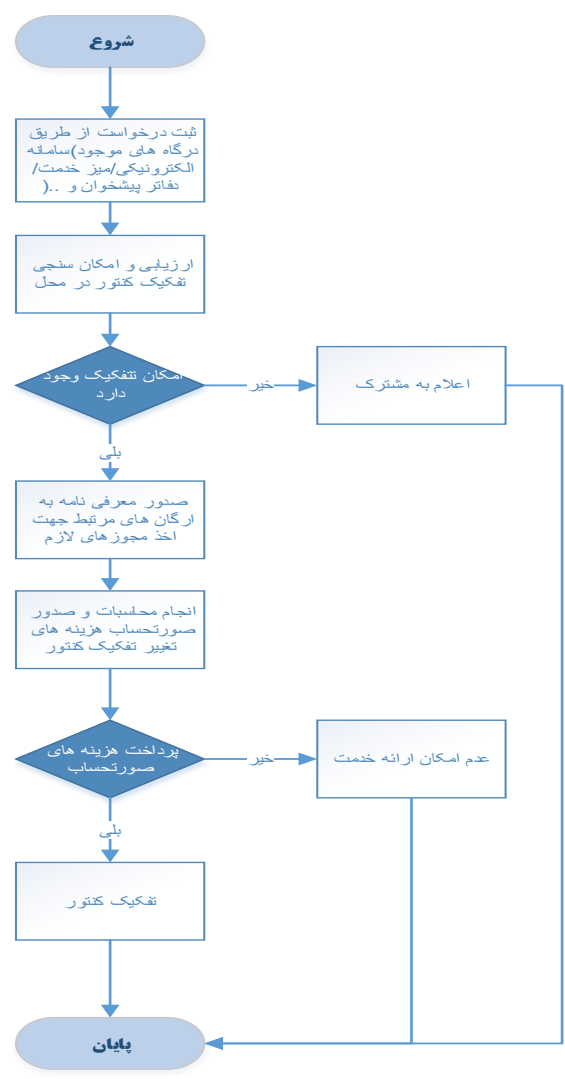 شروع
ثبت درخواست از طریق
درگاه های موجود)سامانه
الکترونیکی/میز خدمت/
دفاتر پیشخوان و ..(
ارزیابی و امکان سنجی
تفکیک کنتور در محل
امکان تتفکیک وجود
دارد
خیر
اعلام به مشترک
بلی
صدور معرفی نامه به
ارگان های مرتبط جهت
اخذ مجوزهای لازم
انجام محاسبات و صدور
صورتحساب هزینه های
تغییر تفکیک کنتور
پرداخت هزینه های
صورتحساب
خیر
عدم امکان ارائه خدمت
بلی
تفکیک کنتور
پایان